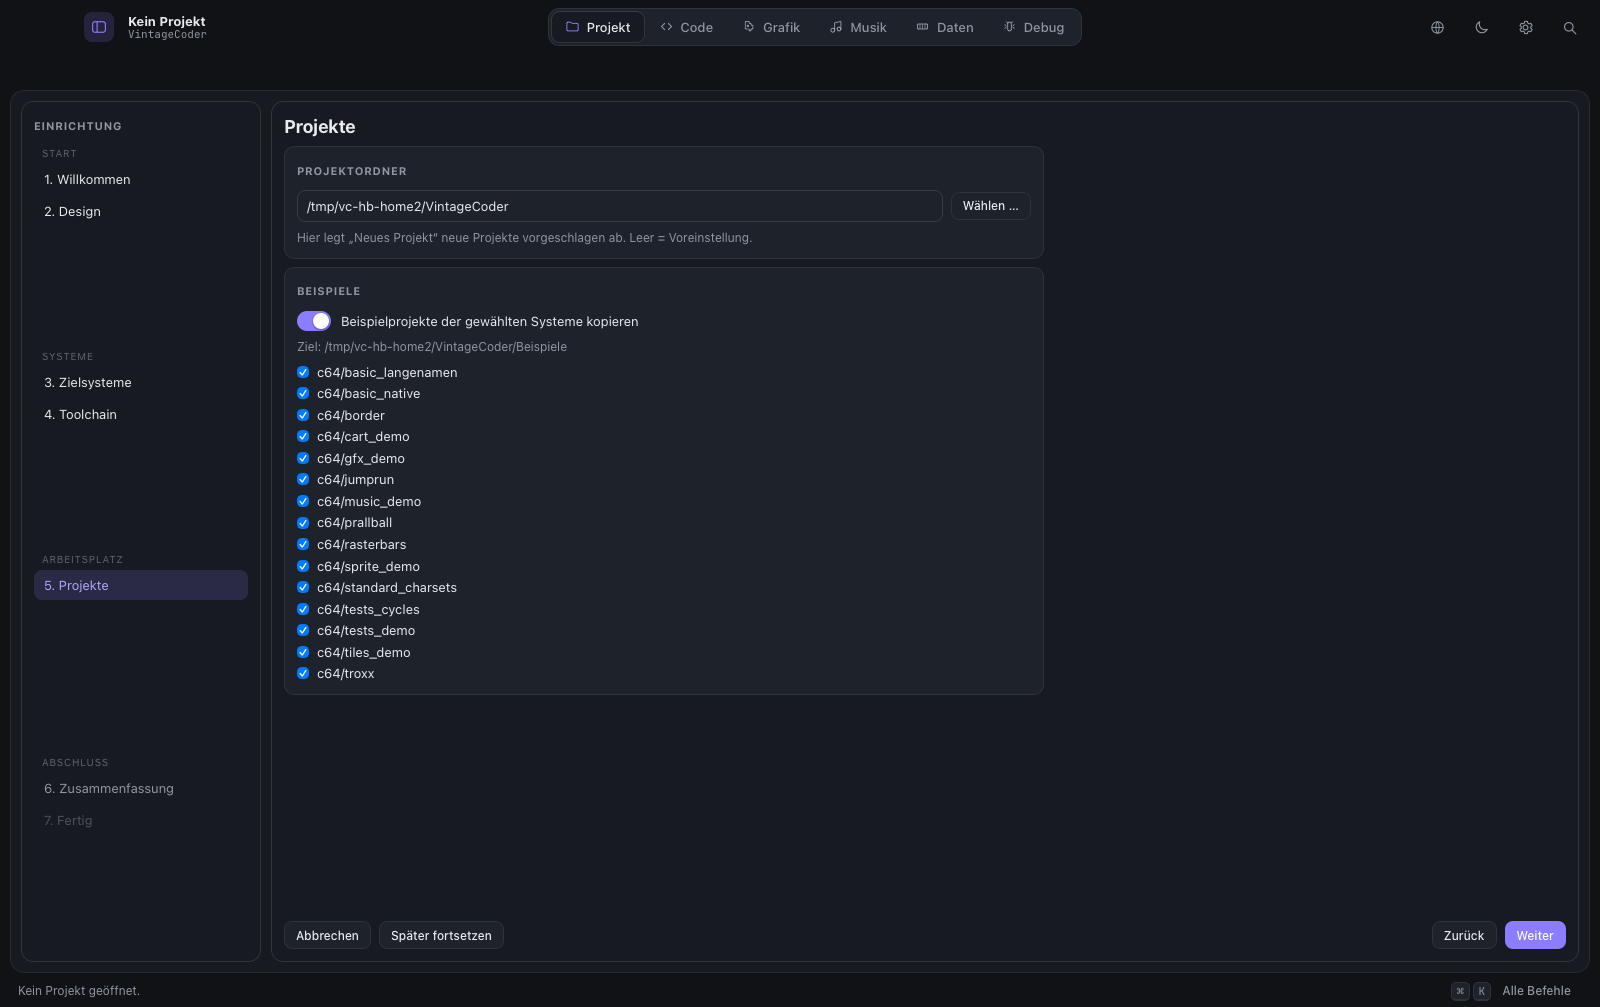 Kein Projekt
VintageCoder
Projekt
Code
Grafik
Musik
Daten
Debug
EINRICHTUNG
START
1. Willkommen
2. Design
SYSTEME
3. Zielsysteme
4. Toolchain
ARBEITSPLATZ
5. Projekte
ABSCHLUSS
6. Zusammenfassung
7. Fertig
Projekte
PROJEKTORDNER
/tmp/vc-hb-home2/VintageCoder
Wählen ...
Hier legt „Neues Projekt“ neue Projekte vorgeschlagen ab. Leer = Voreinstellung.
BEISPIELE
Beispielprojekte der gewählten Systeme kopieren
Ziel: /tmp/vc-hb-home2/VintageCoder/Beispiele
c64/basic_langenamen
c64/basic_native
c64/border
c64/cart_demo
c64/gfx_demo
c64/jumprun
c64/music_demo
c64/prallball
c64/rasterbars
c64/sprite_demo
c64/standard_charsets
c64/tests_cycles
c64/tests_demo
c64/tiles_demo
c64/troxx
Abbrechen
Später fortsetzen
Zurück
Weiter
Kein Projekt geöffnet.
⌘ K Alle Befehle